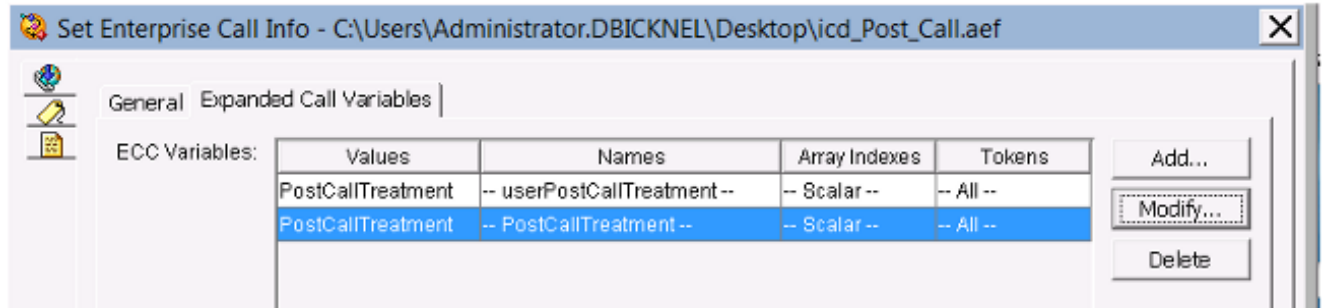 Set Enterprise Call Info - C:\Users\Administrator.DBICKNEL\Desktop\icd_Post_Call.aef
General Expanded Call Variables
ECC Variables: Values Names Array Indexes Tokens Add...
PostCallTreatment -- userPostCallTreatment -- -- Scalar -- -- All --
Modify...
PostCallTreatment -- PostCallTreatment -- -- Scalar -- -- All --
Delete